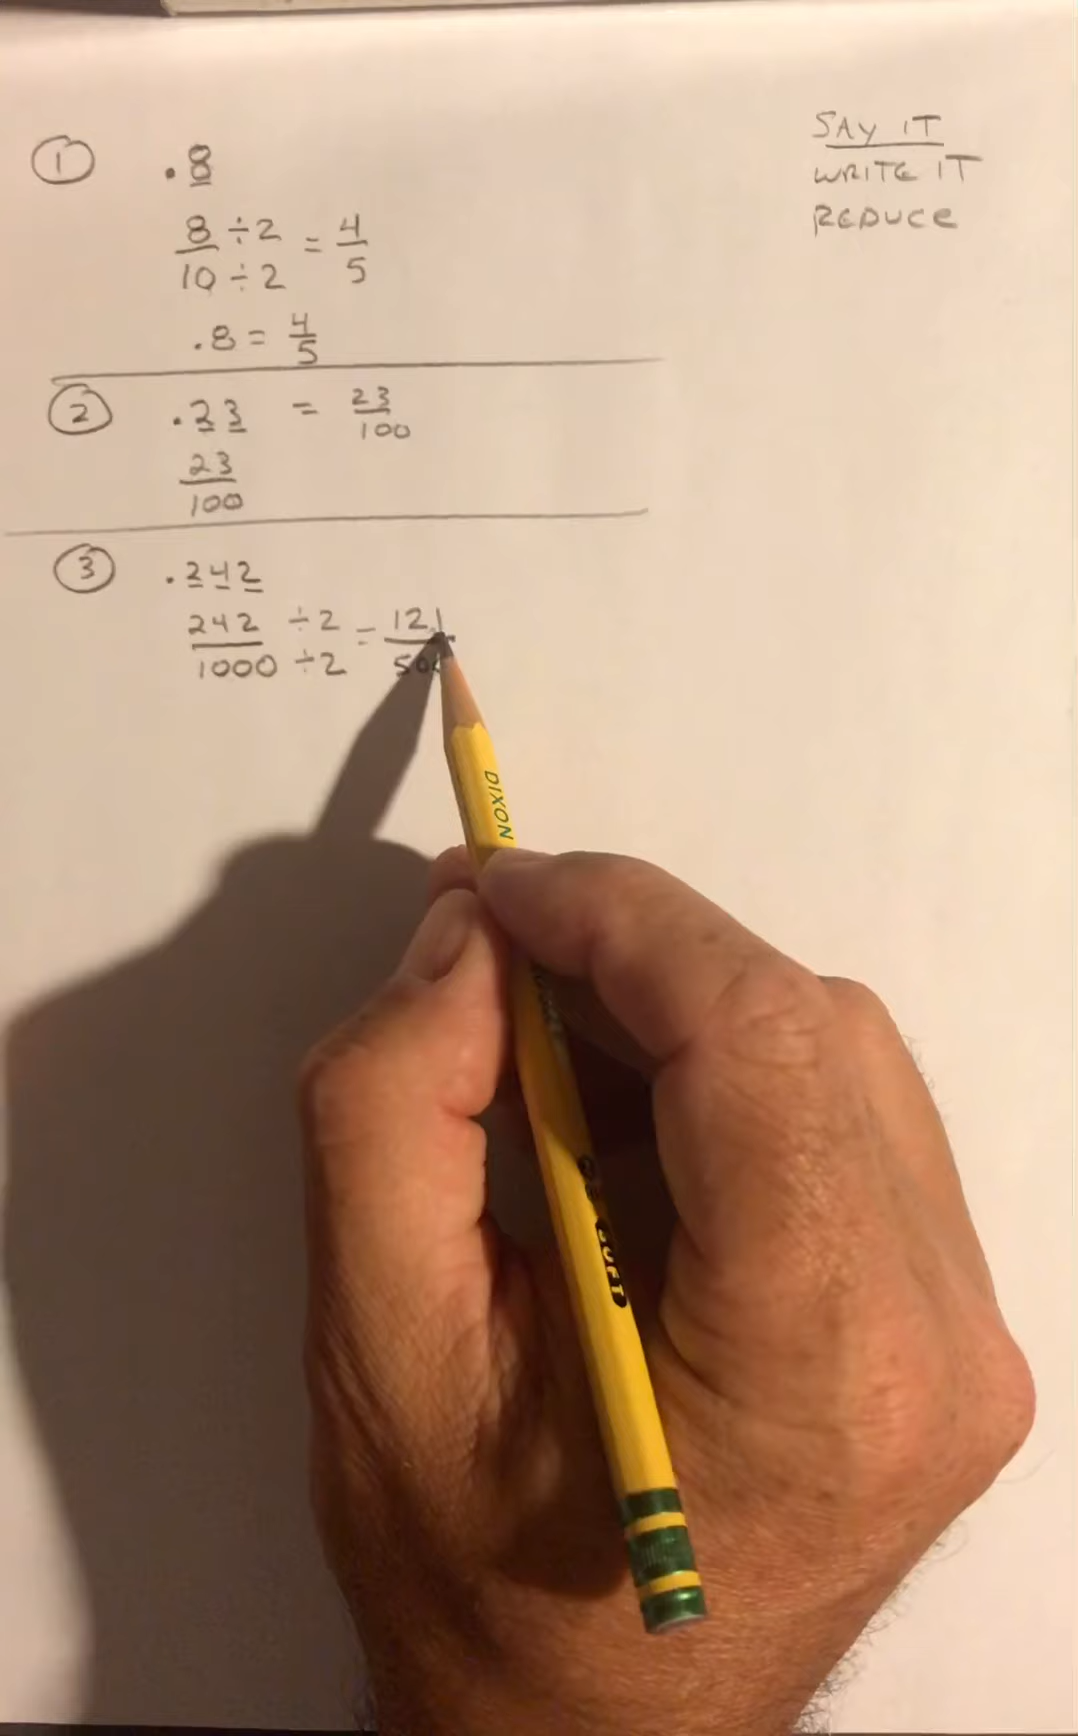 SAY IT
WRITE IT
REDUCE
1 .8
8 ÷2 = 4
10 ÷2 5
.8 = 4
5
2 .23 = 23
100
23
100
3 .242
242 ÷2 = 121
1000 ÷2
DIXON